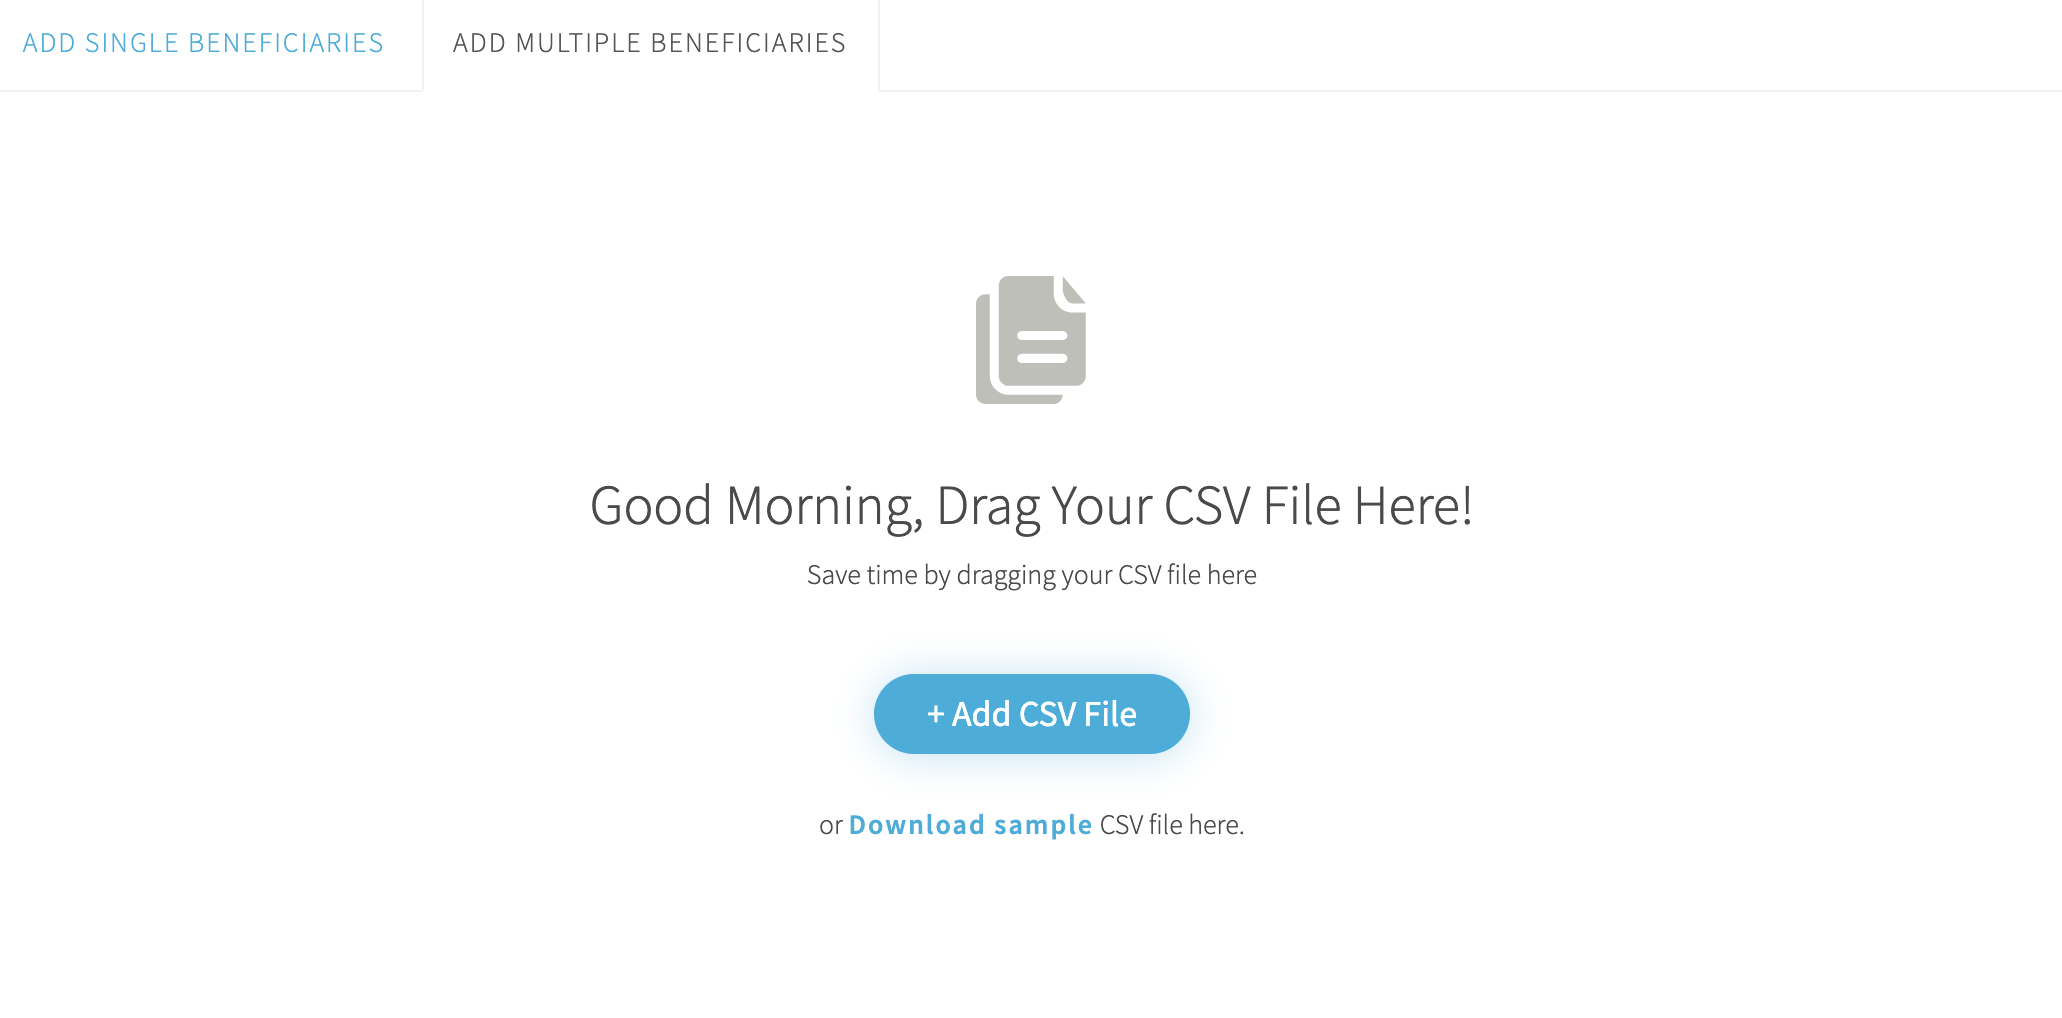 ADD SINGLE BENEFICIARIES
ADD MULTIPLE BENEFICIARIES
Good Morning, Drag Your CSV File Here!
Save time by dragging your CSV file here
+ Add CSV File
or Download sample CSV file here.